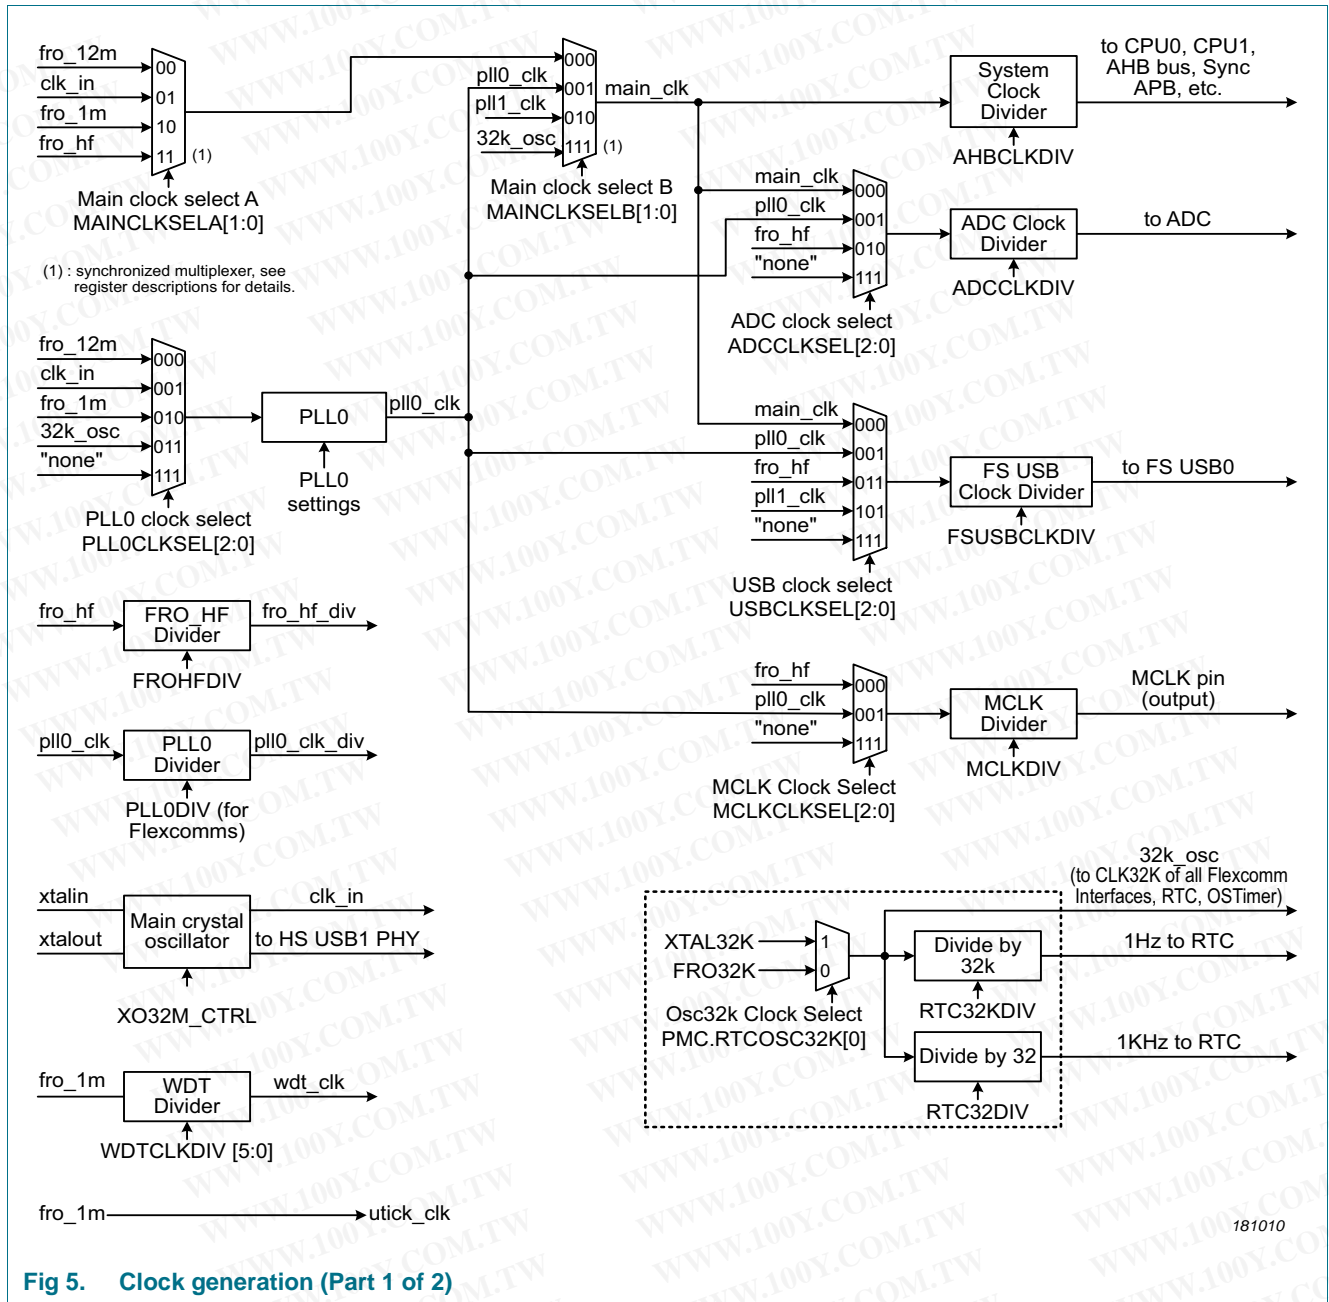 fro_12m
clk_in
fro_1m
fro_hf
00
01
10
11
(1)
Main clock select A
MAINCLKSELA[1:0]
(1) : synchronized multiplexer, see
register descriptions for details.
pll0_clk
pll1_clk
32k_osc
000
001
010
111
(1)
Main clock select B
MAINCLKSELB[1:0]
main_clk
System
Clock
Divider
AHBCLKDIV
to CPU0, CPU1,
AHB bus, Sync
APB, etc.
main_clk
pll0_clk
fro_hf
"none"
000
001
010
111
ADC clock select
ADCCLKSEL[2:0]
ADC Clock
Divider
ADCCLKDIV
to ADC
fro_12m
clk_in
fro_1m
32k_osc
"none"
000
001
010
011
111
PLL0 clock select
PLL0CLKSEL[2:0]
PLL0
PLL0
settings
pll0_clk
main_clk
pll0_clk
fro_hf
pll1_clk
"none"
000
001
011
101
111
USB clock select
USBCLKSEL[2:0]
FS USB
Clock Divider
FSUSBCLKDIV
to FS USB0
fro_hf
FRO_HF
Divider
fro_hf_div
FROHFDIV
fro_hf
pll0_clk
"none"
000
001
111
MCLK Clock Select
MCLKCLKSEL[2:0]
MCLK
Divider
MCLKDIV
MCLK pin
(output)
pll0_clk
PLL0
Divider
pll0_clk_div
PLL0DIV (for
Flexcomms)
xtalin
xtalout
Main crystal
oscillator
clk_in
to HS USB1 PHY
XO32M_CTRL
32k_osc
(to CLK32K of all Flexcomm
Interfaces, RTC, OSTimer)
XTAL32K
FRO32K
1
0
Osc32k Clock Select
PMC.RTCOSC32K[0]
Divide by
32k
RTC32KDIV
1Hz to RTC
Divide by 32
RTC32DIV
1KHz to RTC
fro_1m
WDT
Divider
wdt_clk
WDTCLKDIV [5:0]
fro_1m
utick_clk
181010
Fig 5. Clock generation (Part 1 of 2)
WWW.100Y.COM.TW